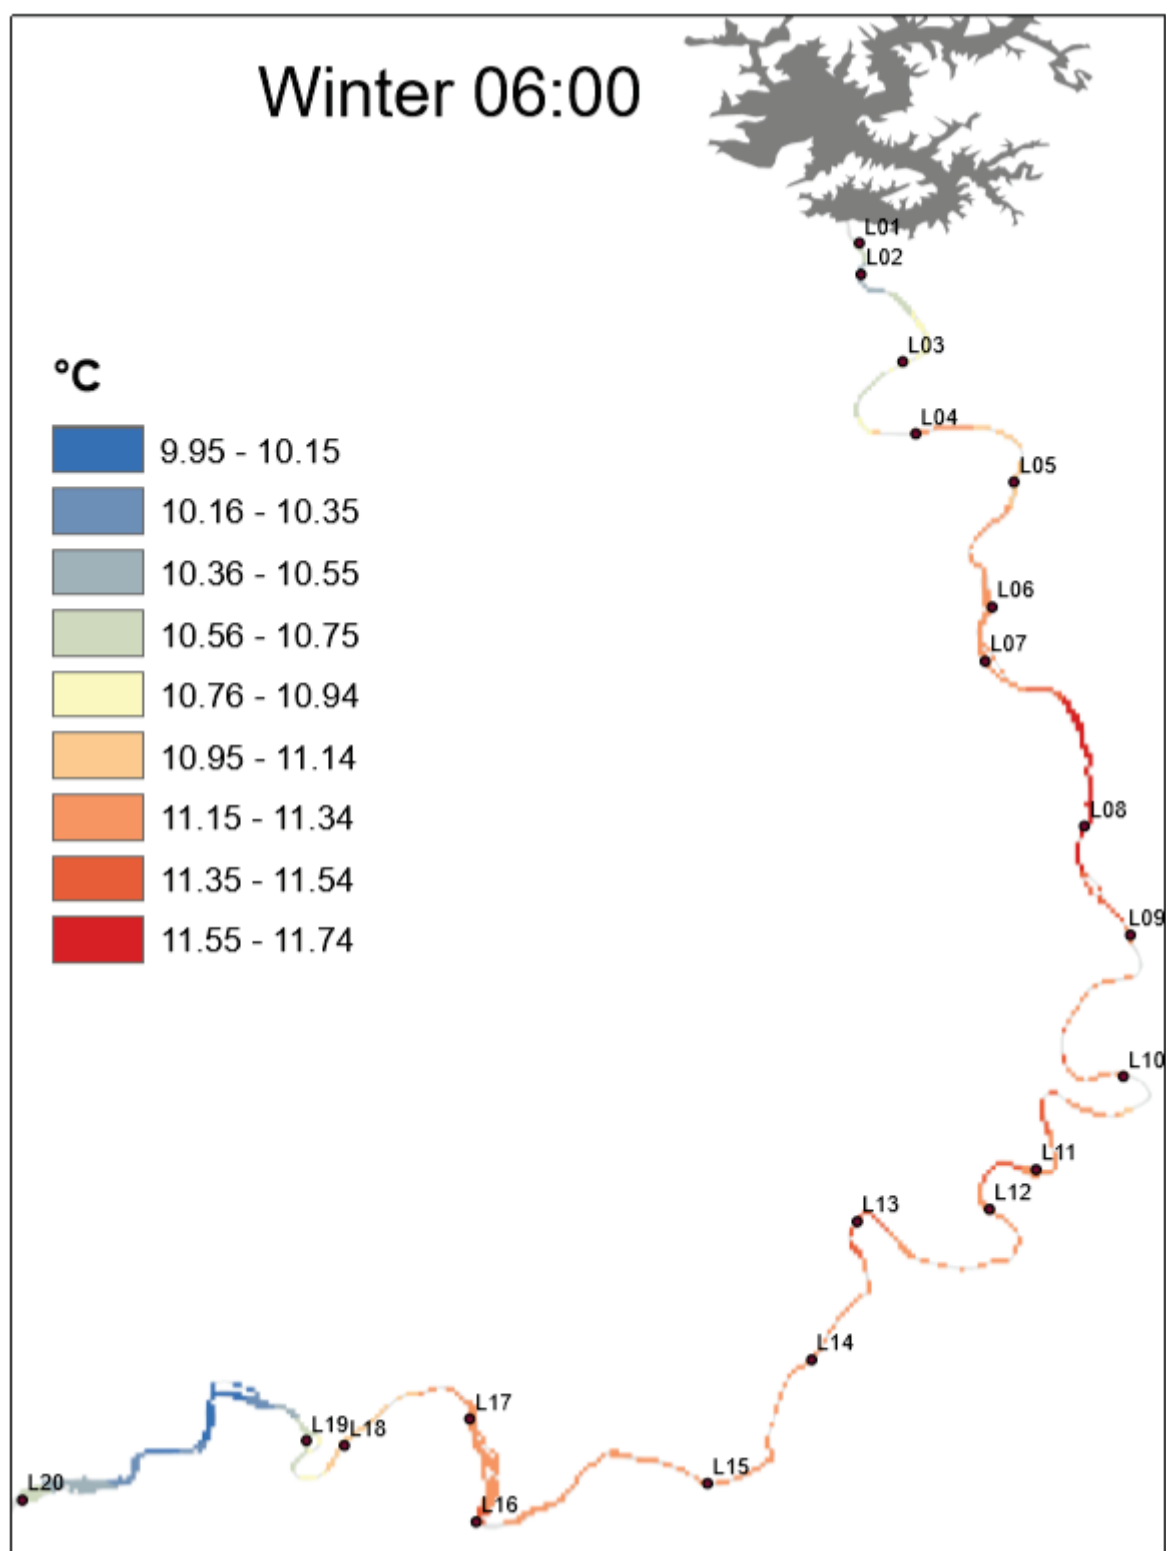 Winter 06:00
L01
L02
L03
°C
L04
9.95 - 10.15
L05
10.16 - 10.35
10.36 - 10.55
L06
10.56 - 10.75
L07
10.76 - 10.94
10.95 - 11.14
11.15 - 11.34
L08
11.35 - 11.54
L09
11.55 - 11.74
L10
L11
L12
L13
L14
L17
L19
L18
L15
L20
L16